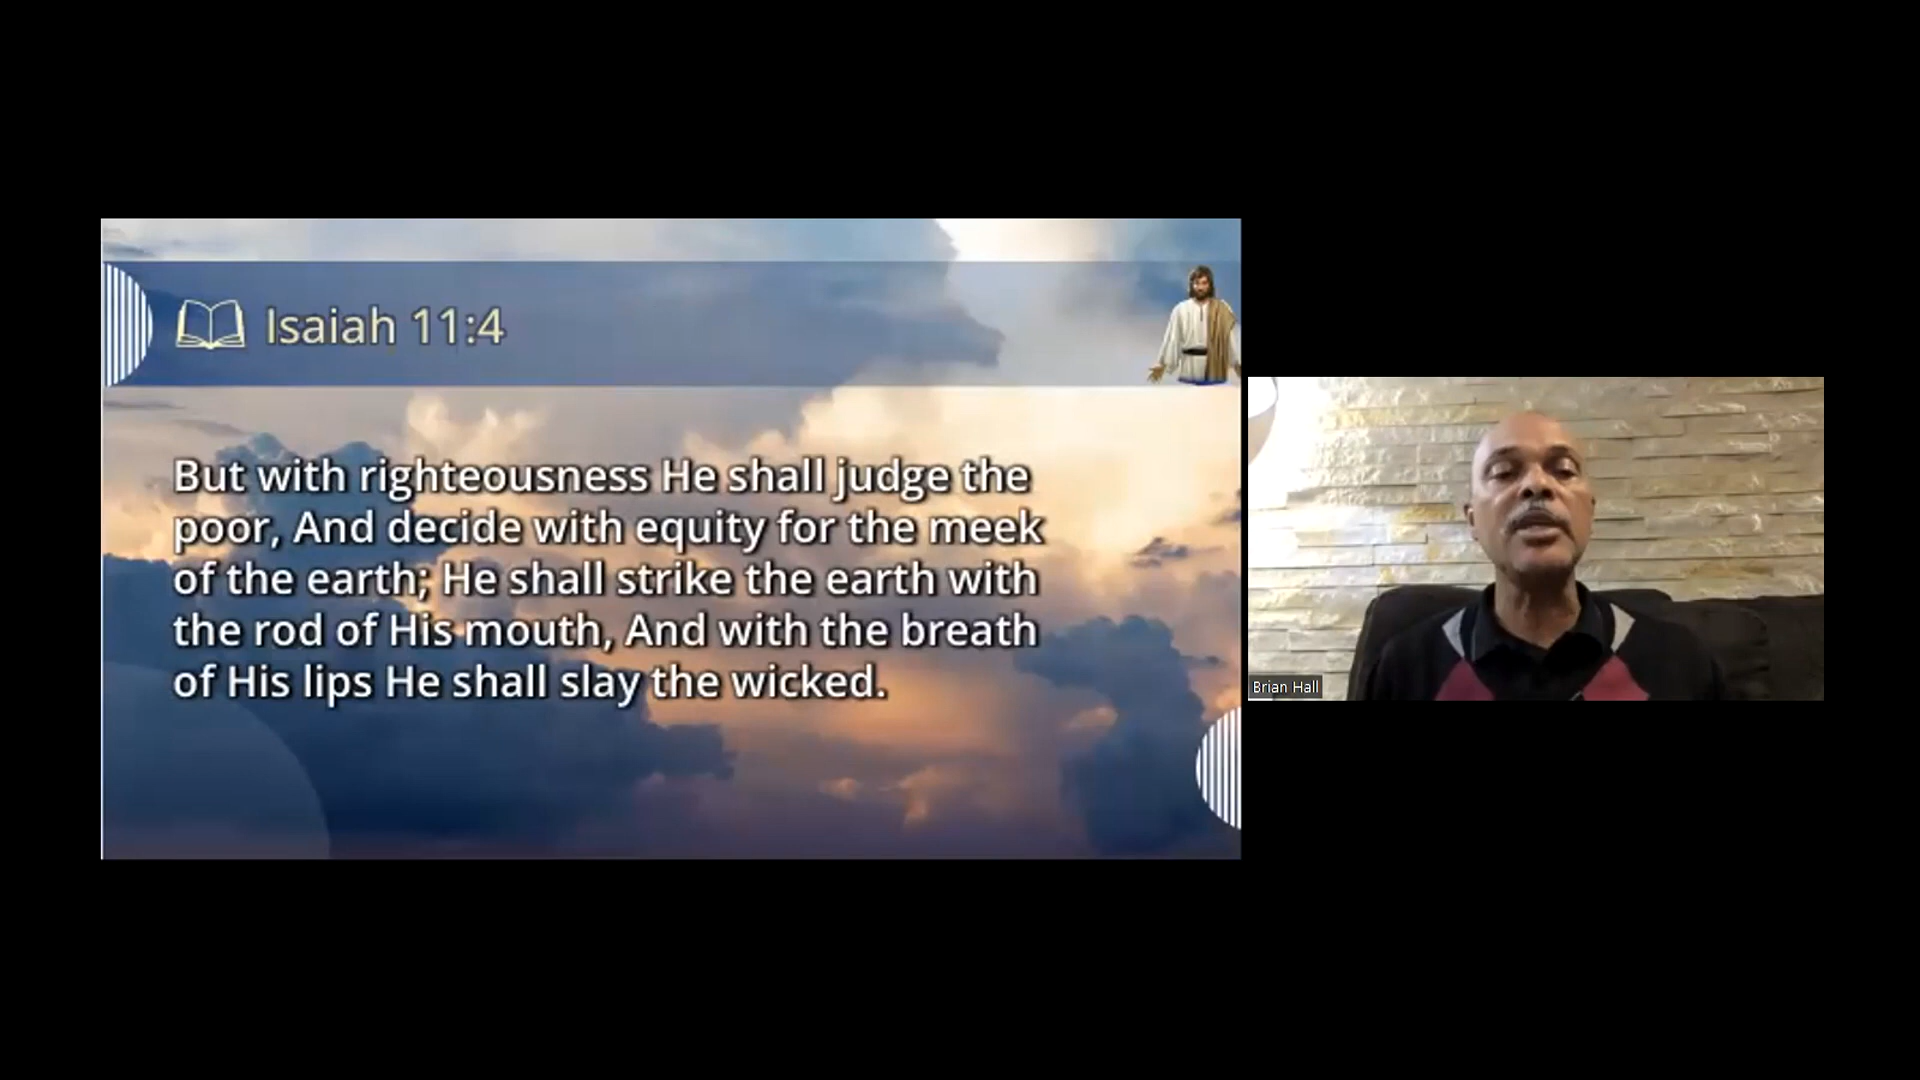 Isaiah 11:4
But with righteousness He shall judge the
poor, And decide with equity for the meek
of the earth; He shall strike the earth with
the rod of His mouth, And with the breath
of His lips He shall slay the wicked.
Brian Hall